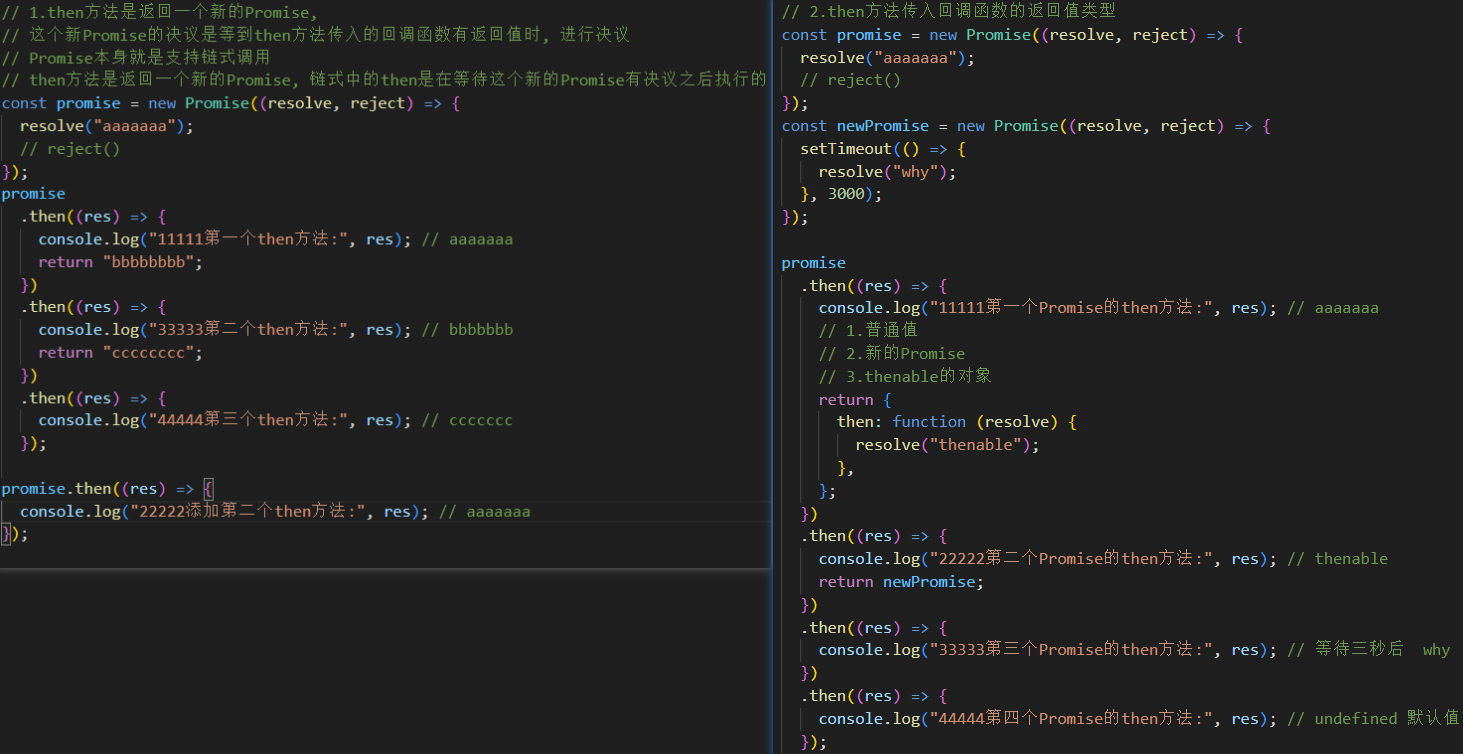 // 1.then方法是返回一个新的Promise,
// 这个新Promise的决议是等到then方法传入的回调函数有返回值时, 进行决议
// Promise本身就是支持链式调用
// then方法是返回一个新的Promise, 链式中的then是在等待这个新的Promise有决议之后执行的
const promise = new Promise((resolve, reject) => {
  resolve("aaaaaaa");
  // reject()
});
promise
  .then((res) => {
    console.log("11111第一个then方法:", res); // aaaaaaa
    return "bbbbbbbb";
  })
  .then((res) => {
    console.log("33333第二个then方法:", res); // bbbbbbb
    return "cccccccc";
  })
  .then((res) => {
    console.log("44444第三个then方法:", res); // ccccccc
  });
promise.then((res) => {
  console.log("22222添加第二个then方法:", res); // aaaaaaa
});
// 2.then方法传入回调函数的返回值类型
const promise = new Promise((resolve, reject) => {
  resolve("aaaaaaa");
  // reject()
});
const newPromise = new Promise((resolve, reject) => {
  setTimeout(() => {
    resolve("why");
  }, 3000);
});
promise
  .then((res) => {
    console.log("11111第一个Promise的then方法:", res); // aaaaaaa
    // 1.普通值
    // 2.新的Promise
    // 3.thenable的对象
    return {
      then: function (resolve) {
        resolve("thenable");
      },
    };
  })
  .then((res) => {
    console.log("22222第二个Promise的then方法:", res); // thenable
    return newPromise;
  })
  .then((res) => {
    console.log("33333第三个Promise的then方法:", res); // 等待三秒后  why
  })
  .then((res) => {
    console.log("44444第四个Promise的then方法:", res); // undefined 默认值
  });